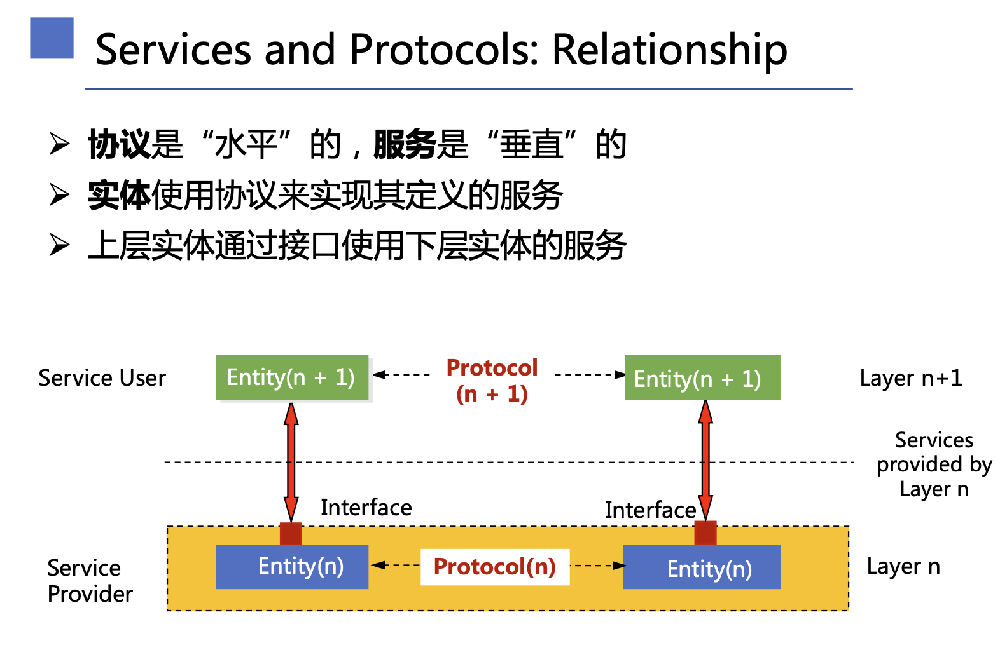 Services and Protocols: Relationship
协议是“水平”的，服务是“垂直”的
实体使用协议来实现其定义的服务
上层实体通过接口使用下层实体的服务
Service User
Entity(n + 1)
Protocol
(n + 1)
Entity(n + 1)
Layer n+1
Services
provided by
Layer n
Interface
Interface
Service
Provider
Entity(n)
Protocol(n)
Entity(n)
Layer n